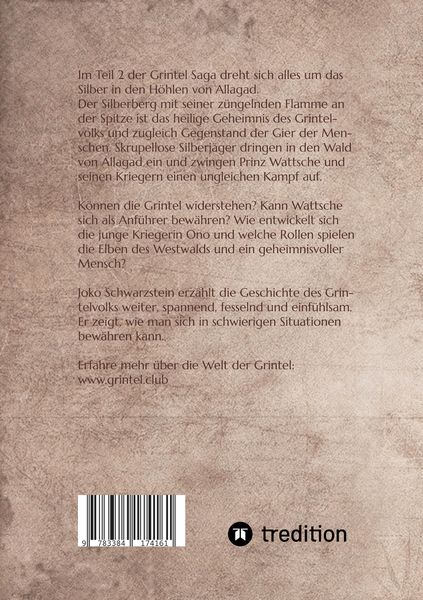 Im Teil 2 der Grintel Saga dreht sich alles um das
Silber in den Höhlen von Allagad.
Der Silberberg mit seiner züngelnden Flamme an
der Spitze ist das heilige Geheimnis des Grintel-
volks und zugleich Gegenstand der Gier der Men-
schen. Skrupellose Silberjäger dringen in den Wald
von Allagad ein und zwingen Prinz Wattsche und
seinen Kriegern einen ungleichen Kampf auf.
Können die Grintel widerstehen? Kann Wattsche
sich als Anführer bewähren? Wie entwickelt sich
die junge Kriegerin Ono und welche Rollen spielen
die Elben des Westwalds und ein geheimnisvoller
Mensch?
Joko Schwarzstein erzählt die Geschichte des Grin-
telvolks weiter, spannend, fesselnd und einfühlsam.
Er zeigt, wie man sich in schwierigen Situationen
bewähren kann.
Erfahre mehr über die Welt der Grintel:
www.grintel.club
9 783384 174161
tredition